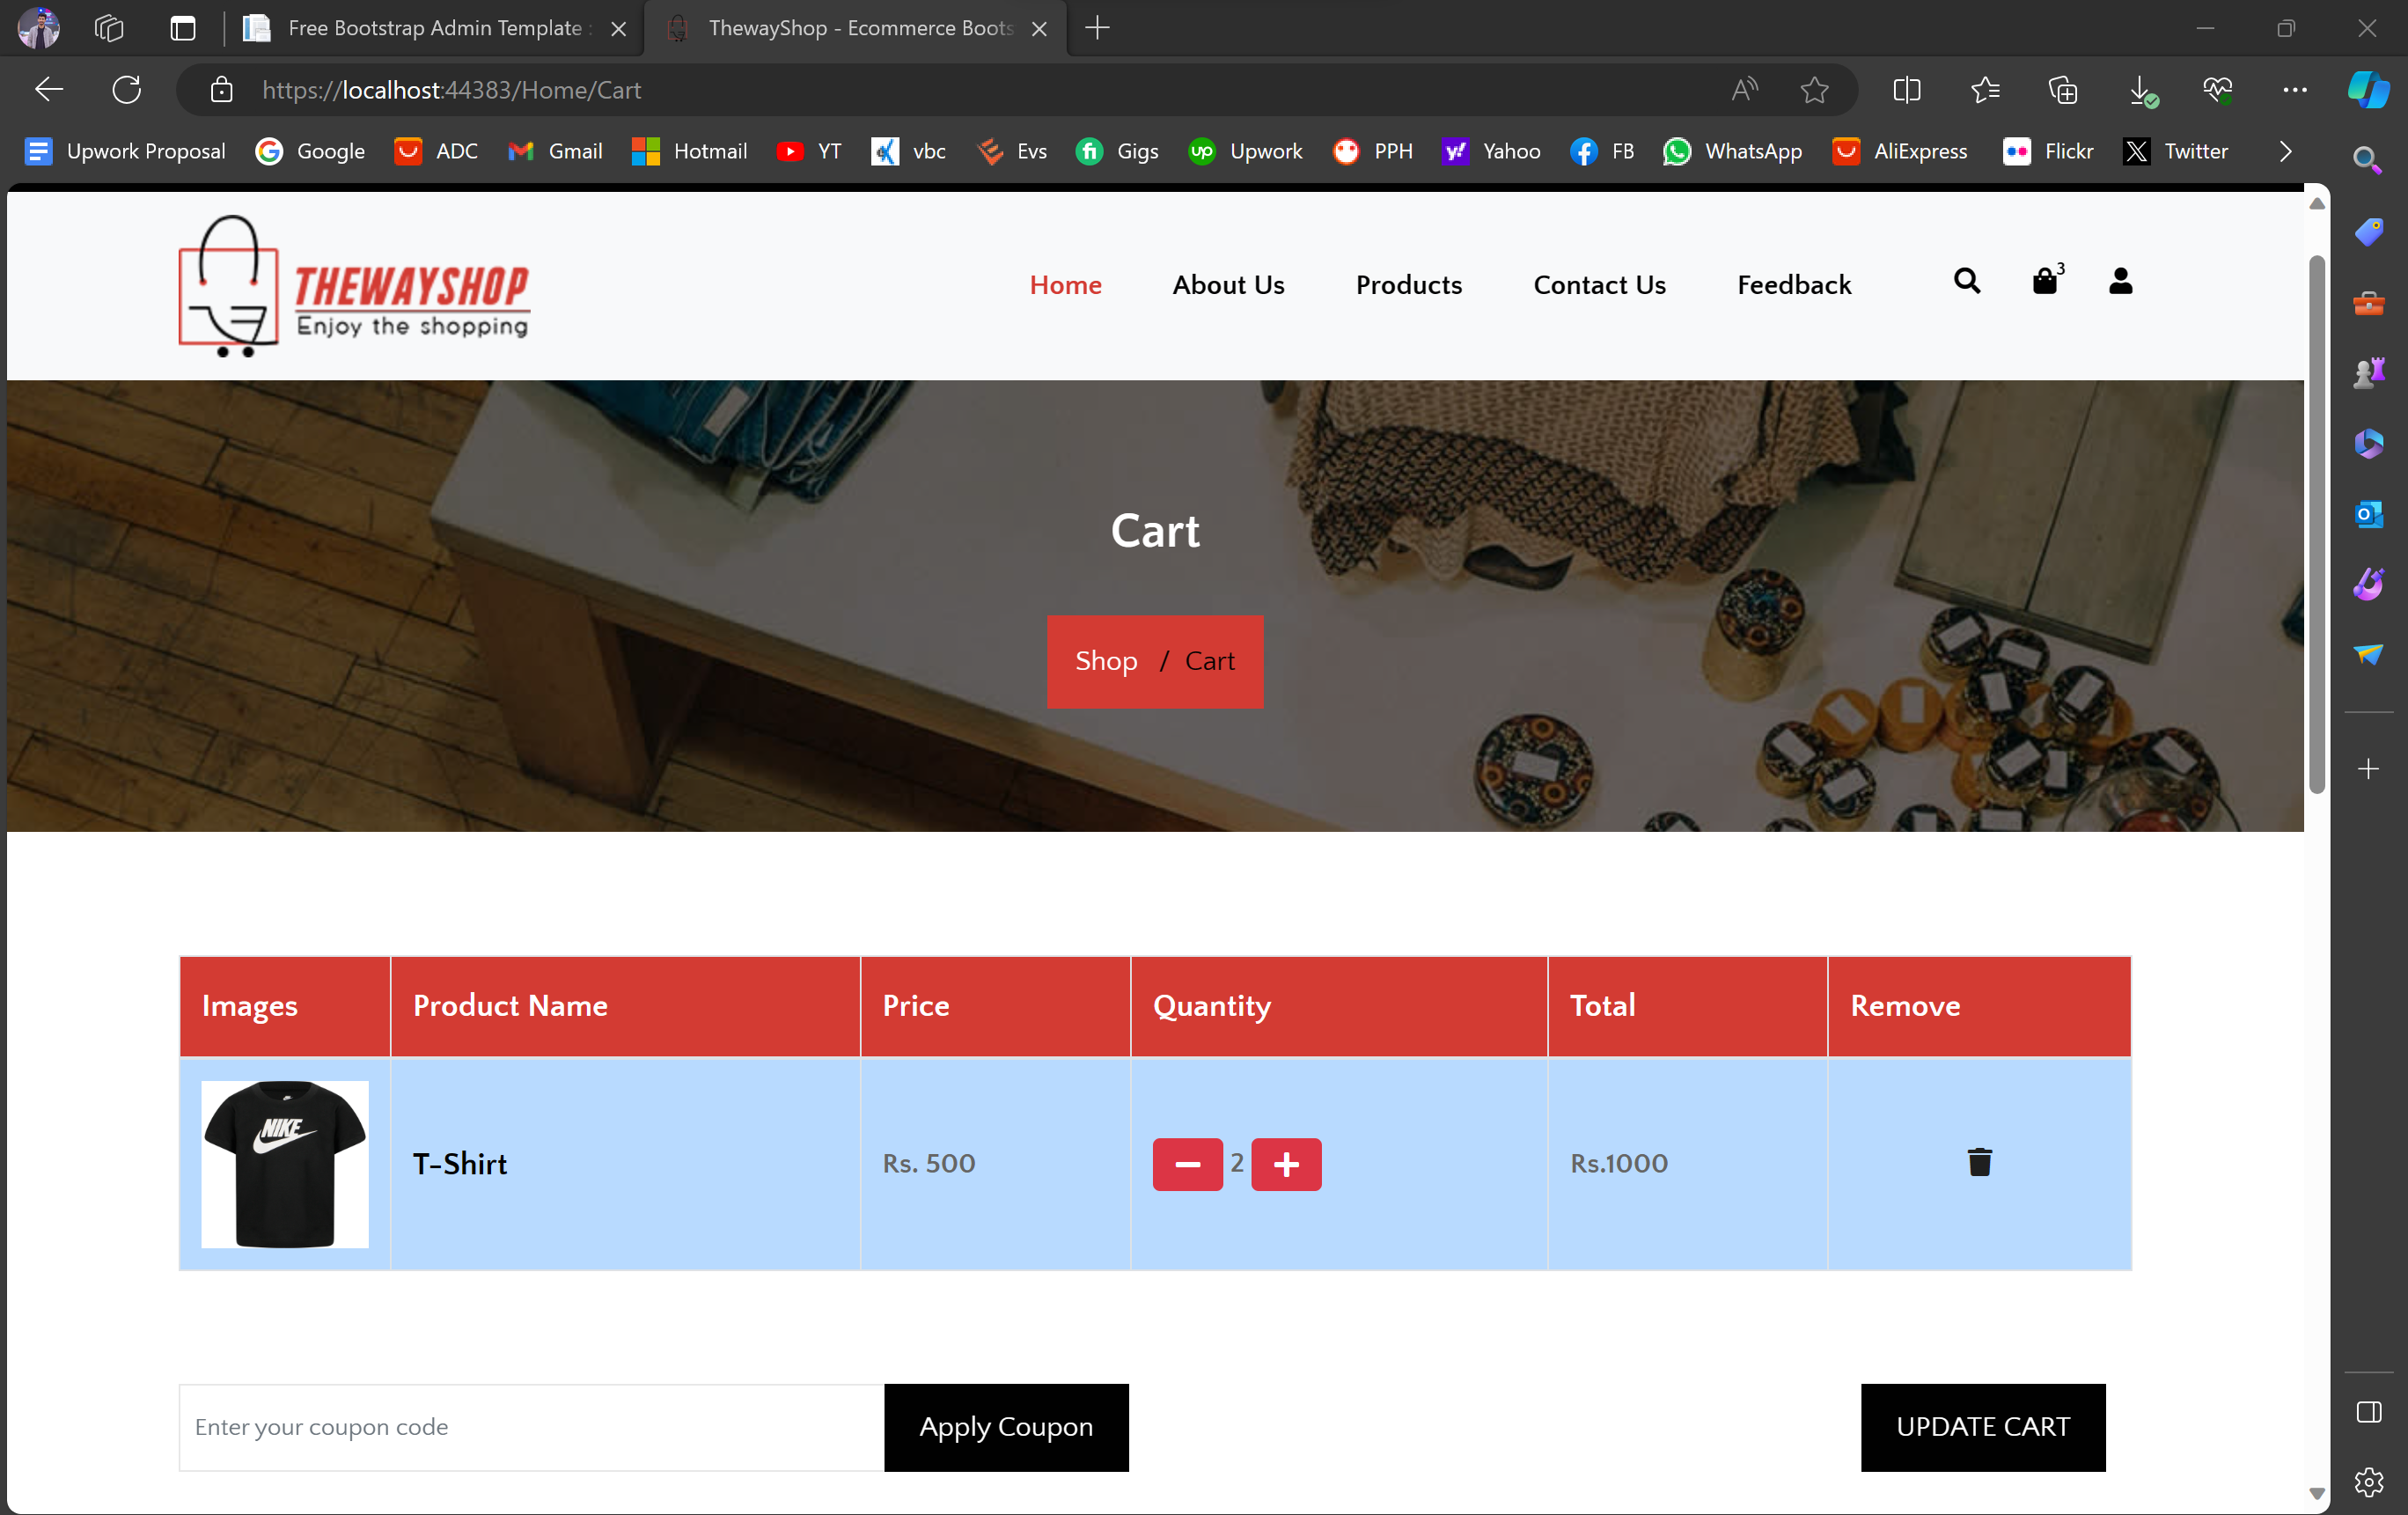 Free Bootstrap Admin Template :
ThewayShop - Ecommerce Boots
https://localhost:44383/Home/Cart
Upwork Proposal Google ADC Gmail Hotmail YT vbc Evs Gigs Upwork PPH Yahoo FB WhatsApp AliExpress Flickr Twitter
THEWAYSHOP
Enjoy the shopping
Home About Us Products Contact Us Feedback 3
Cart
Shop / Cart
Images Product Name Price Quantity Total Remove
NIKE
T-Shirt Rs. 500 2 Rs.1000
Enter your coupon code Apply Coupon UPDATE CART